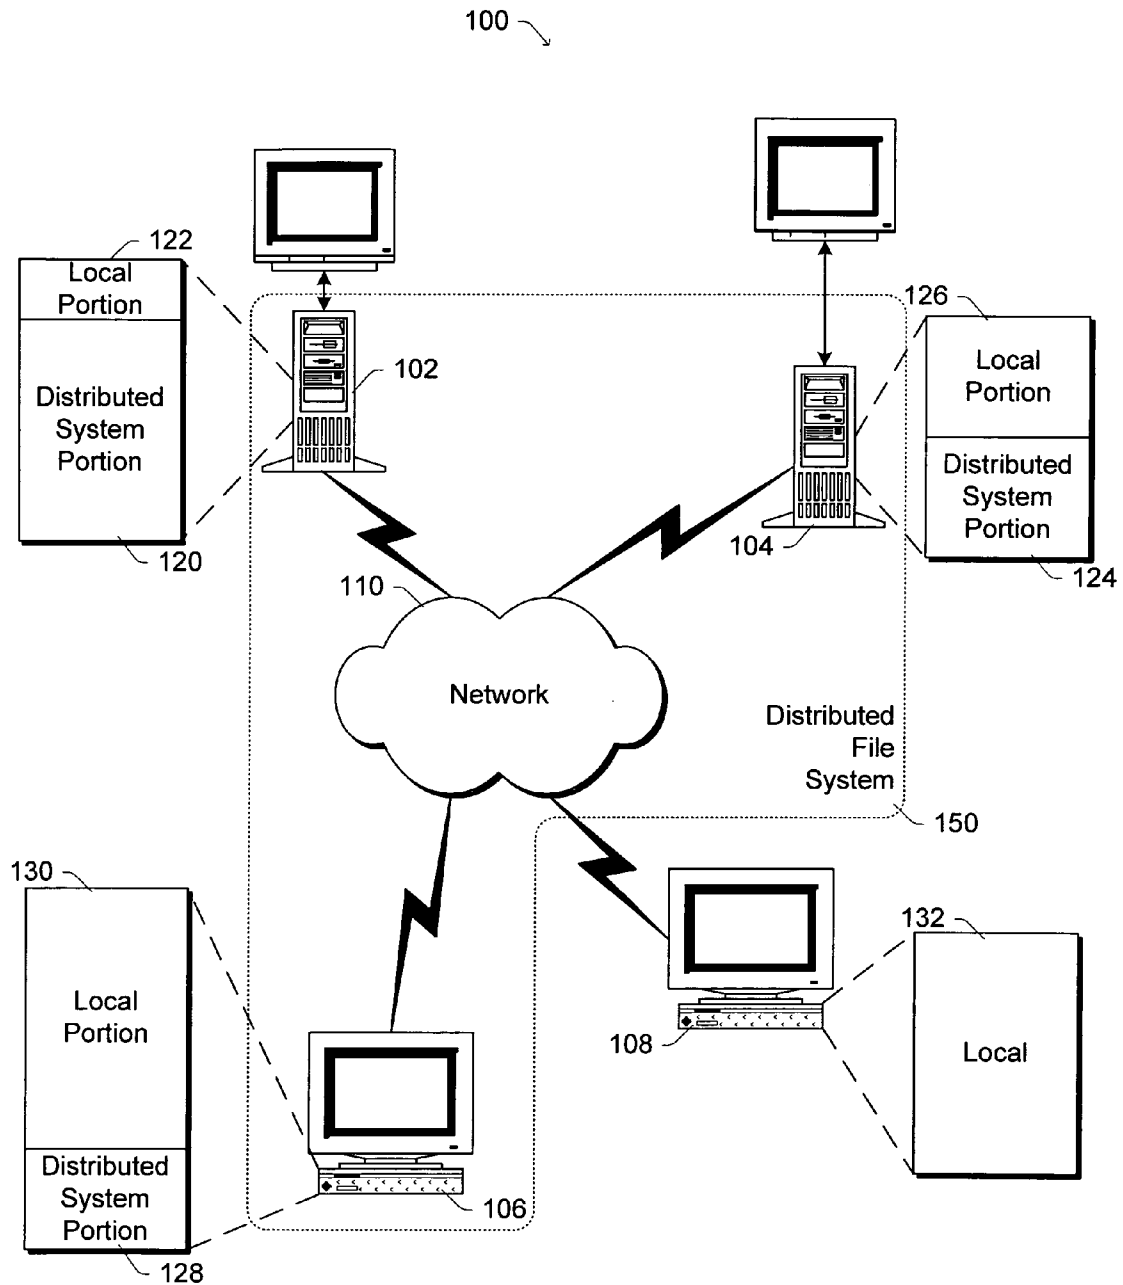 100
122
Local
Portion
Distributed
System
Portion
120
102
126
Local
Portion
Distributed
System
Portion
124
104
110
Network
Distributed
File
System
150
130
Local
Portion
Distributed
System
Portion
128
106
108
132
Local